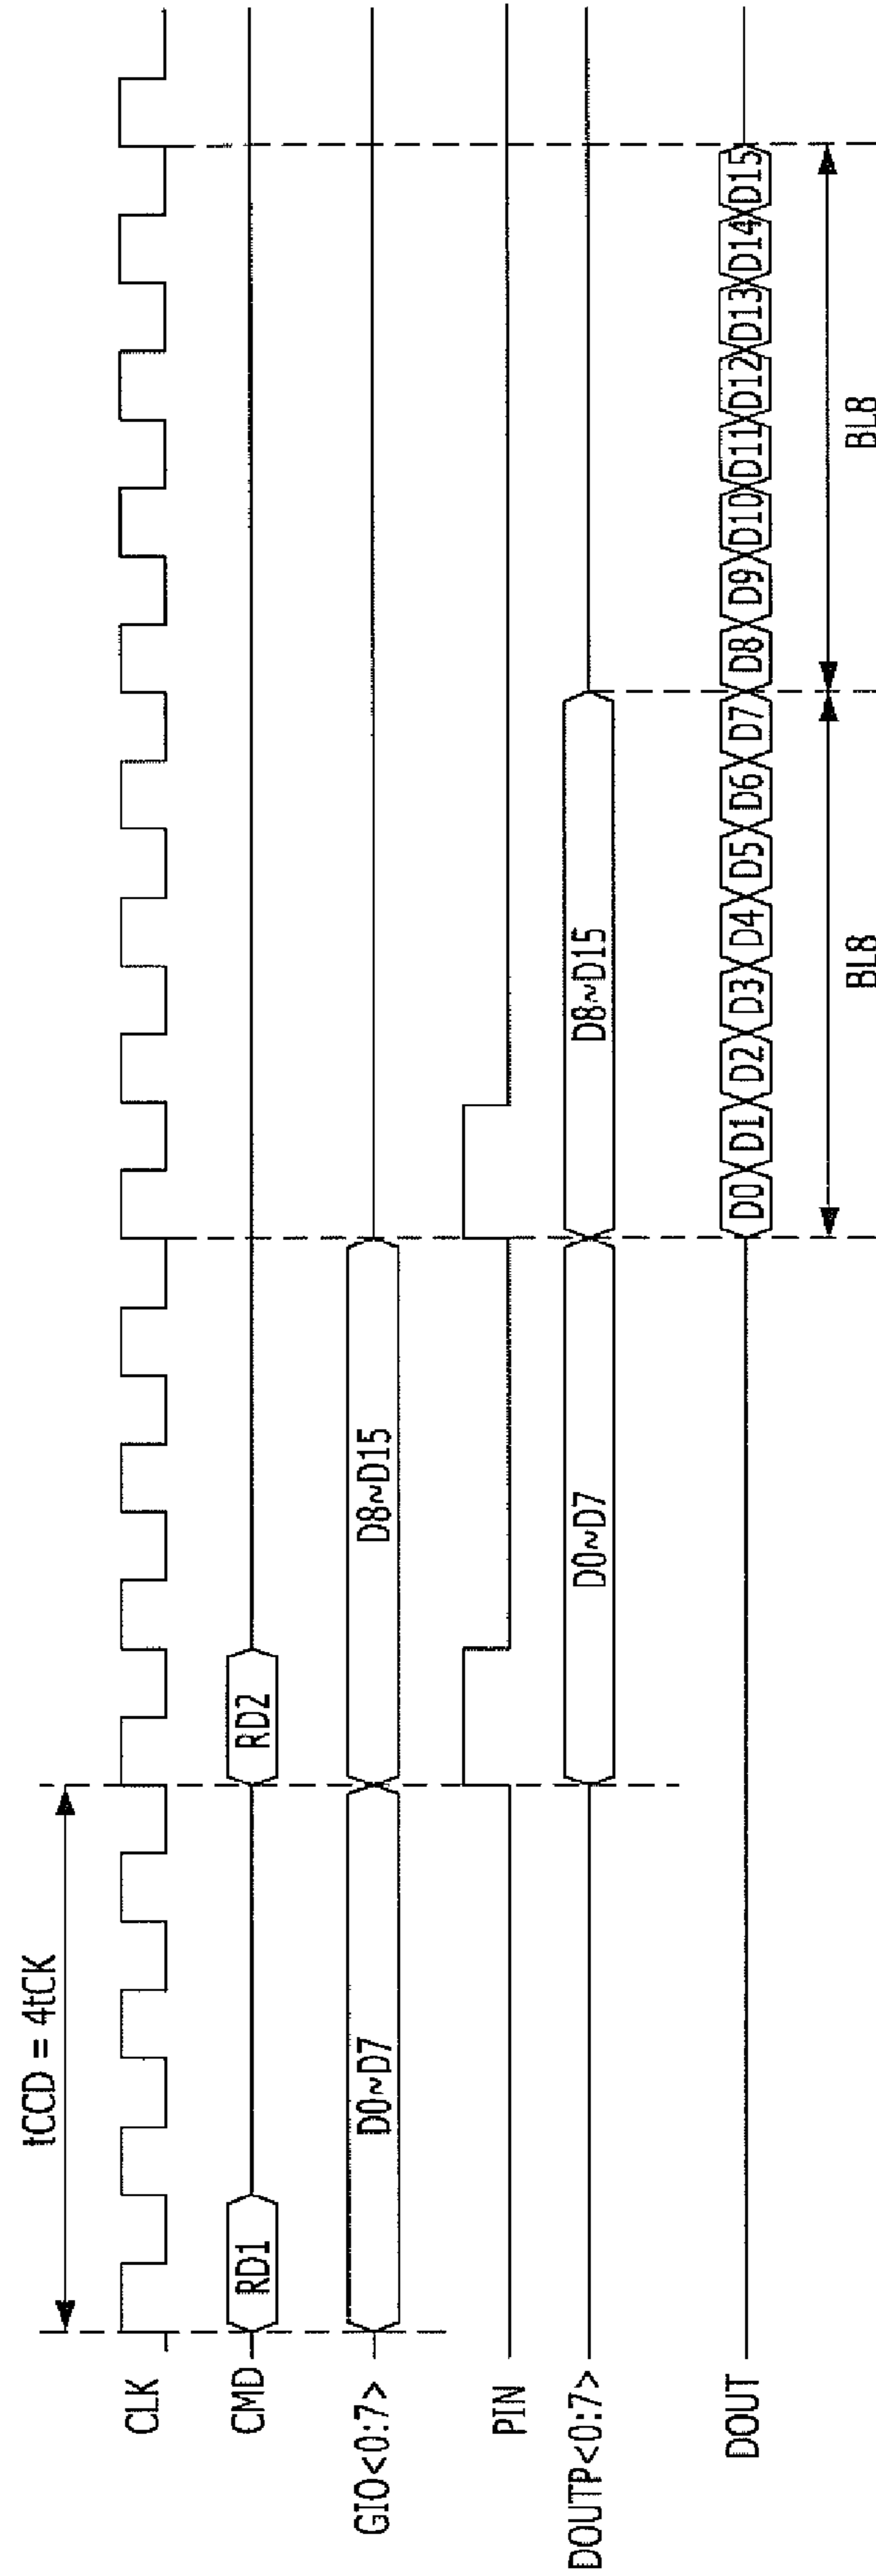 tCCD = 4tCK
CLK
CMD RD1 RD2
GIO<0:7> D0~D7 D8~D15
PIN
DOUTP<0:7> D0~D7 D8~D15
DOUT D0 D1 D2 D3 D4 D5 D6 D7 D8 D9 D10 D11 D12 D13 D14 D15
BL8 BL8